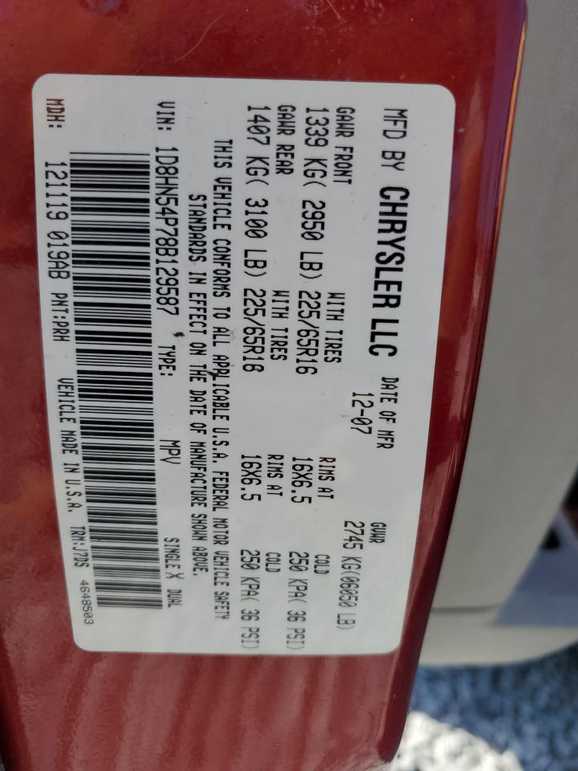 MFD BY CHRYSLER LLC DATE OF MFR GVWR
12-07 2745 KG(06050 LB)
GAWR FRONT WITH TIRES RIMS AT COLD
1339 KG( 2950 LB) 225/65R16 16X6.5 250 KPA( 36 PSI)
GAWR REAR WITH TIRES RIMS AT COLD
1407 KG( 3100 LB) 225/65R16 16X6.5 250 KPA( 36 PSI)
THIS VEHICLE CONFORMS TO ALL APPLICABLE U.S.A. FEDERAL MOTOR VEHICLE SAFETY
STANDARDS IN EFFECT ON THE DATE OF MANUFACTURE SHOWN ABOVE.
VIN: 1D8HN54P78B129587 TYPE: MPV SINGLE X DUAL
MDH: 121119 019AB PNT:PRH VEHICLE MADE IN U.S.A. TRM:J7DS 4648503